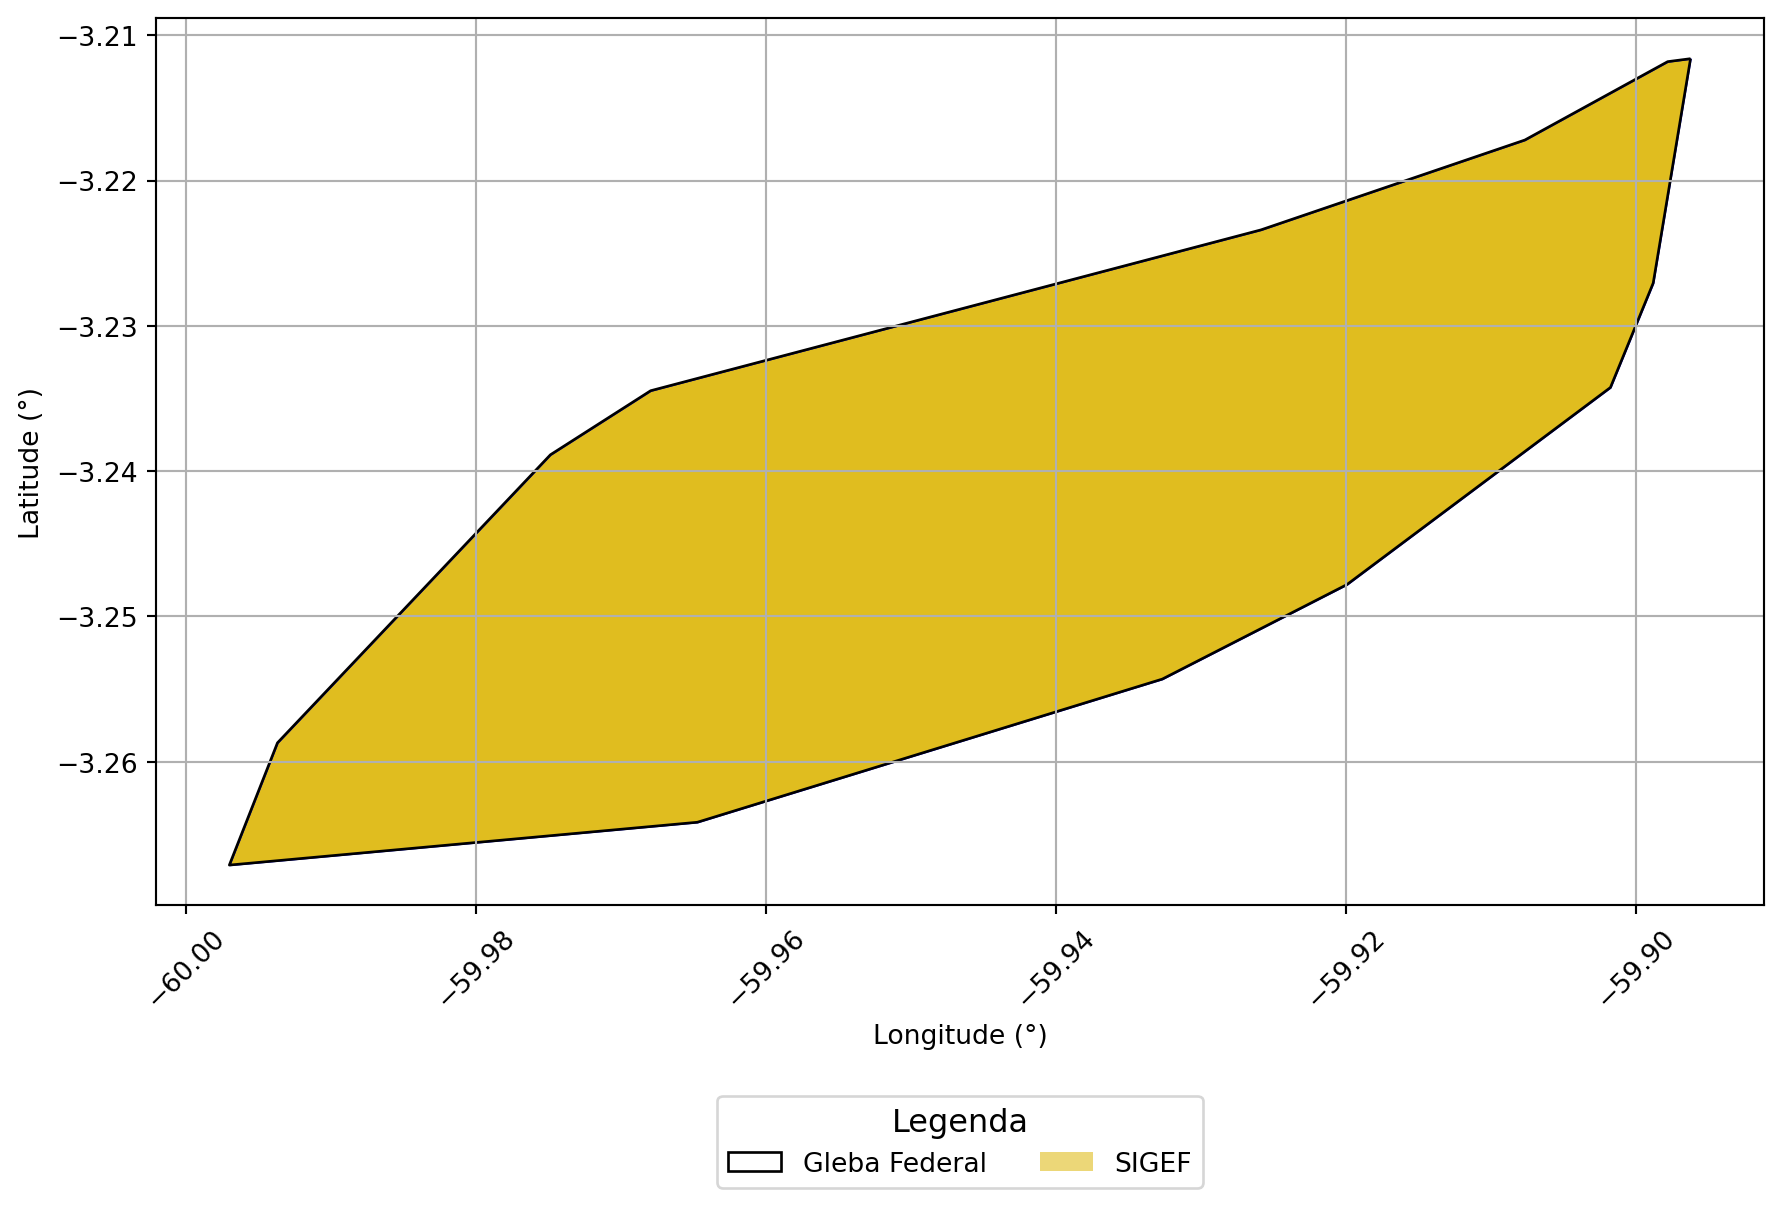 −3.21
−3.22
−3.23
−3.24
−3.25
−3.26
Latitude (°)
−60.00
−59.98
−59.96
−59.94
−59.92
−59.90
Longitude (°)
Legenda
Gleba Federal
SIGEF